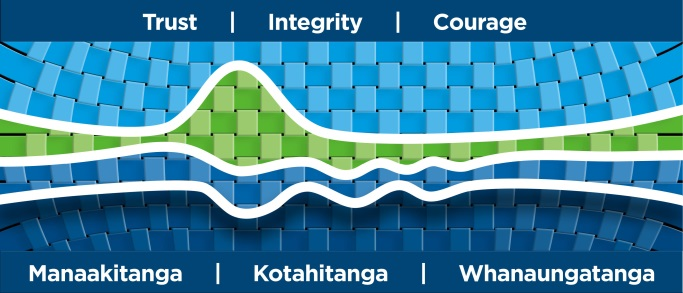 Trust | Integrity | Courage
Manaakitanga | Kotahitanga | Whanaungatanga